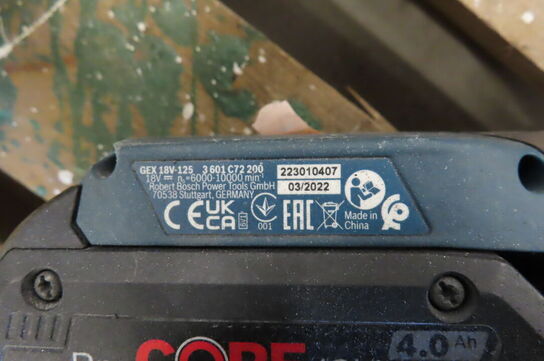 GEX 18V-125 3 601 C72 200
18V⎓ n₀=6000-10000 min⁻¹
Robert Bosch Power Tools GmbH
70538 Stuttgart, GERMANY
223010407
03/2022
CE UK
CA
001
EAC
Made in
China
CORE
4.0 Ah